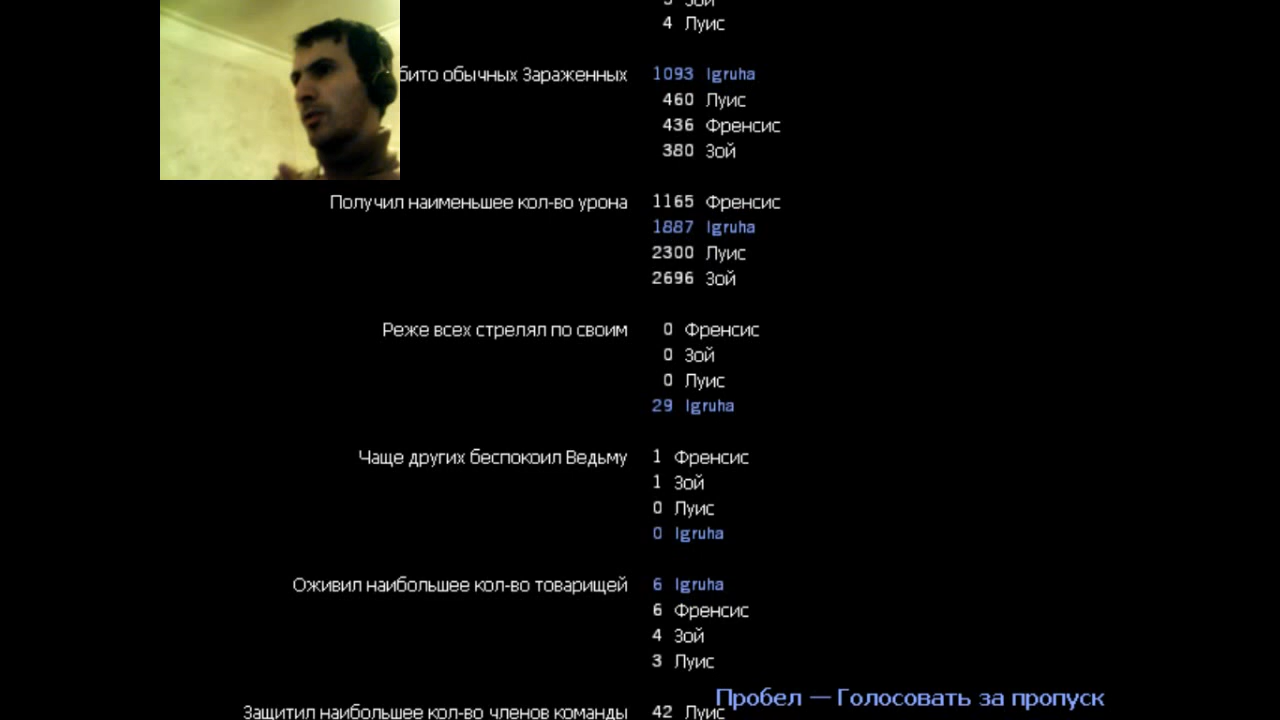 4 Луис
бито обычных Зараженных 1093 Igruha
460 Луис
436 Френсис
380 Зой
Получил наименьшее кол-во урона 1165 Френсис
1887 Igruha
2300 Луис
2696 Зой
Реже всех стрелял по своим 0 Френсис
0 Зой
0 Луис
29 Igruha
Чаще других беспокоил Ведьму 1 Френсис
1 Зой
0 Луис
0 Igruha
Оживил наибольшее кол-во товарищей 6 Igruha
6 Френсис
4 Зой
3 Луис
Пробел — Голосовать за пропуск
Защитил наибольшее кол-во членов команды 42 Луис